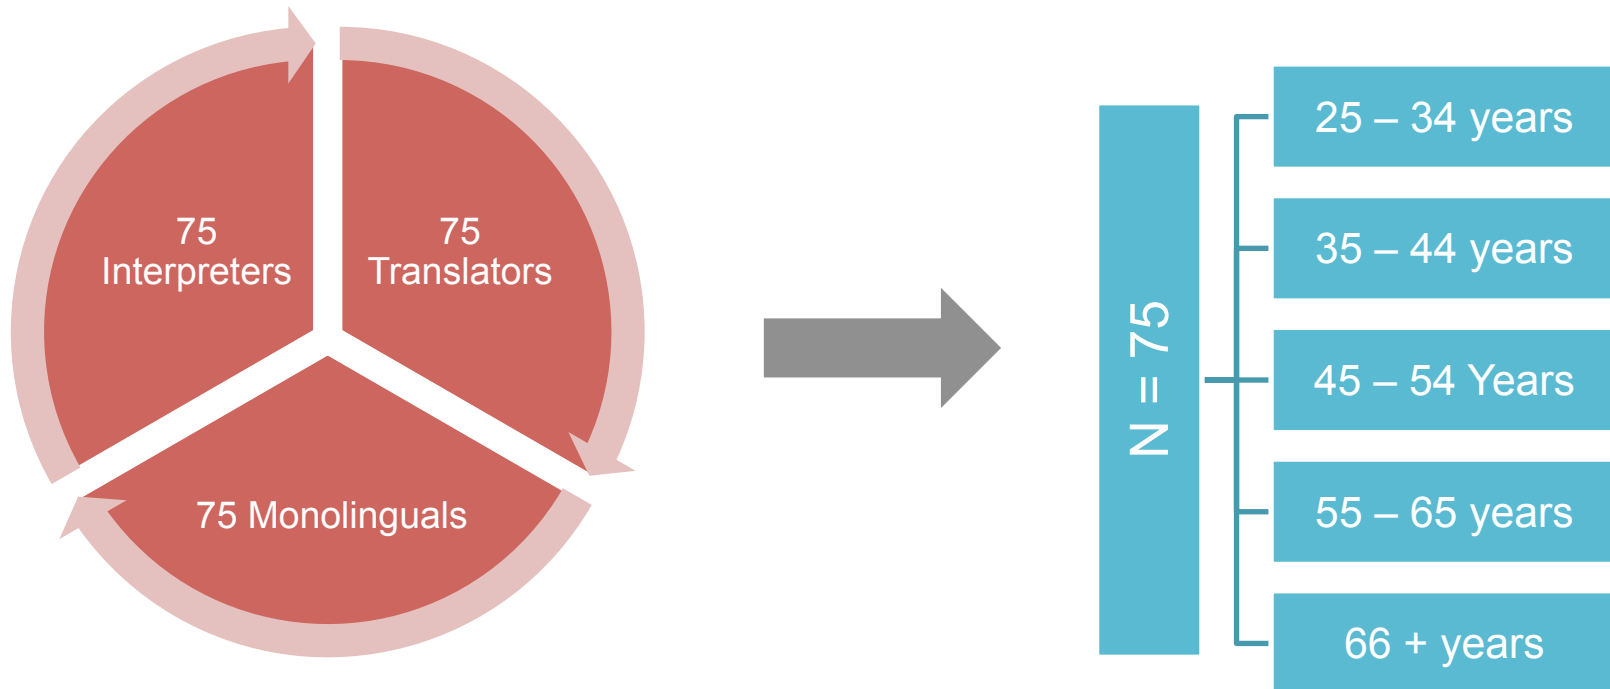 75
Interpreters
75
Translators
75 Monolinguals
N = 75
25 – 34 years
35 – 44 years
45 – 54 Years
55 – 65 years
66 + years